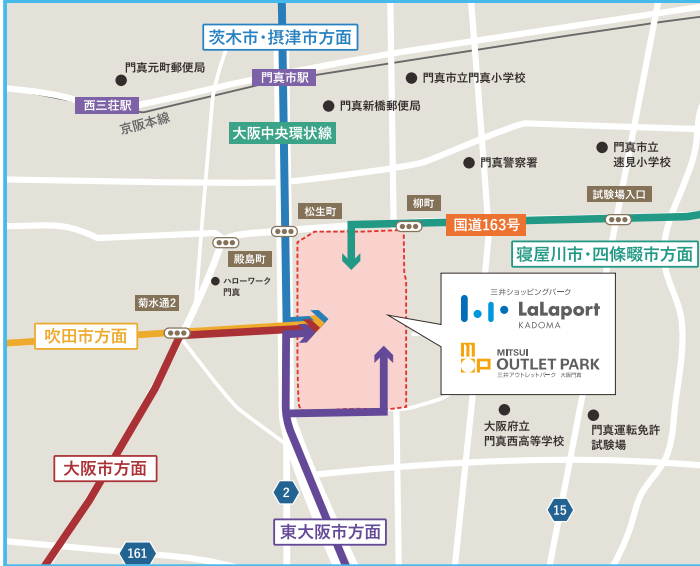 茨木市・摂津市方面
門真元町郵便局
門真市駅
門真市立門真小学校
西三荘駅
京阪本線
門真新橋郵便局
大阪中央環状線
門真警察署
門真市立
速見小学校
試験場入口
松生町
柳町
国道163号
寝屋川市・四條畷市方面
殿島町
ハローワーク
門真
菊水通2
吹田市方面
三井ショッピングパーク
LaLaport
KADOMA
mop
MITSUI
OUTLET PARK
三井アウトレットパーク 大阪門真
大阪府立
門真西高等学校
門真運転免許
試験場
大阪市方面
2
15
東大阪市方面
161